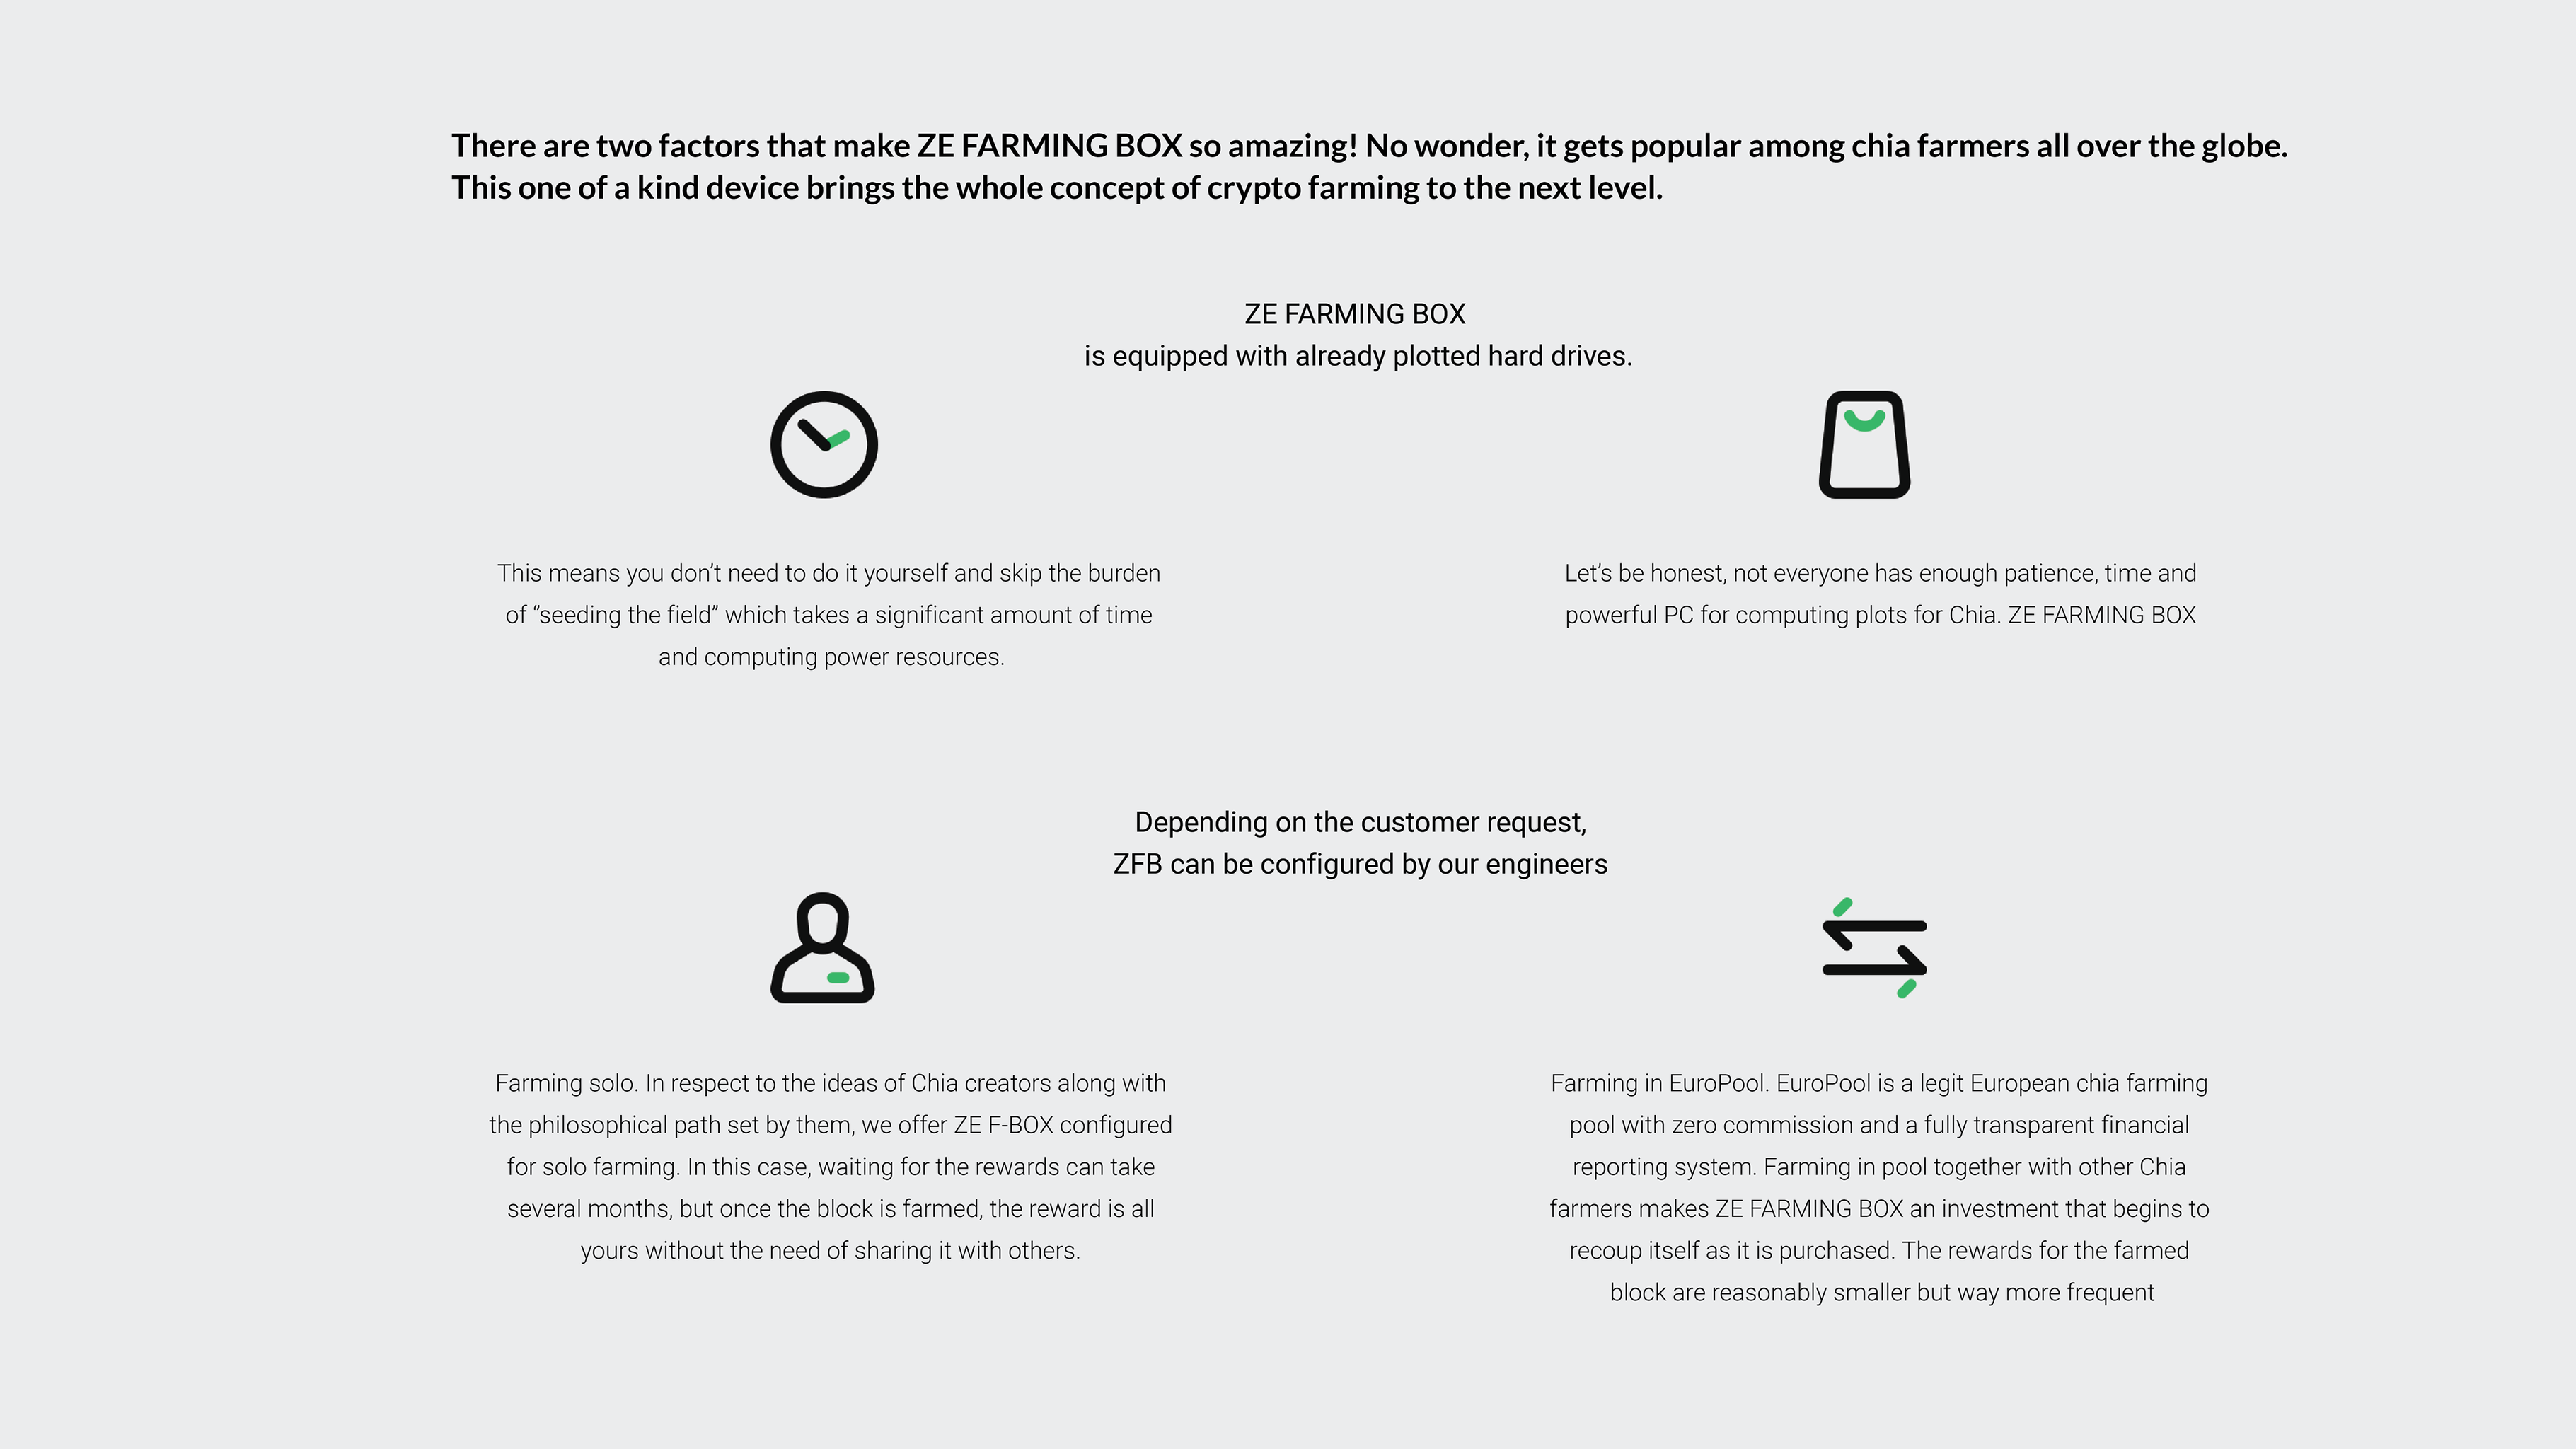 There are two factors that make ZE FARMING BOX so amazing! No wonder, it gets popular among chia farmers all over the globe.
This one of a kind device brings the whole concept of crypto farming to the next level.
ZE FARMING BOX
is equipped with already plotted hard drives.
This means you don’t need to do it yourself and skip the burden
of “seeding the field” which takes a significant amount of time
and computing power resources.
Let’s be honest, not everyone has enough patience, time and
powerful PC for computing plots for Chia. ZE FARMING BOX
Depending on the customer request,
ZFB can be configured by our engineers
Farming solo. In respect to the ideas of Chia creators along with
the philosophical path set by them, we offer ZE F-BOX configured
for solo farming. In this case, waiting for the rewards can take
several months, but once the block is farmed, the reward is all
yours without the need of sharing it with others.
Farming in EuroPool. EuroPool is a legit European chia farming
pool with zero commission and a fully transparent financial
reporting system. Farming in pool together with other Chia
farmers makes ZE FARMING BOX an investment that begins to
recoup itself as it is purchased. The rewards for the farmed
block are reasonably smaller but way more frequent